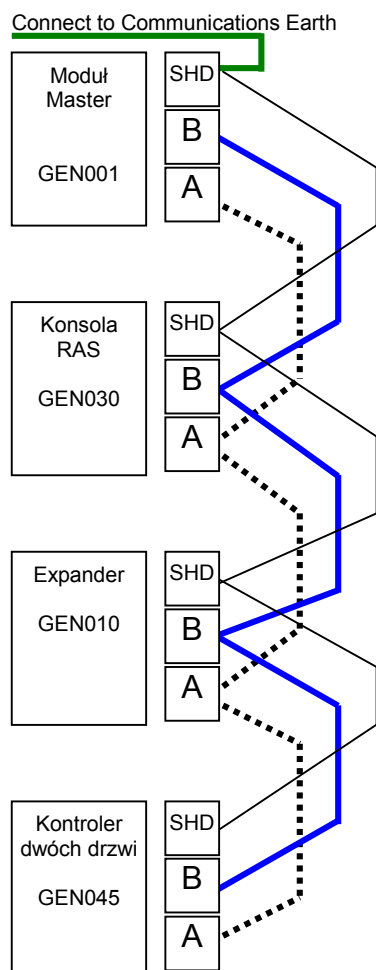 Connect to Communications Earth
Moduł
Master
GEN001
SHD
B
A
Konsola
RAS
GEN030
SHD
B
A
Expander
GEN010
SHD
B
A
Kontroler
dwóch drzwi
GEN045
SHD
B
A